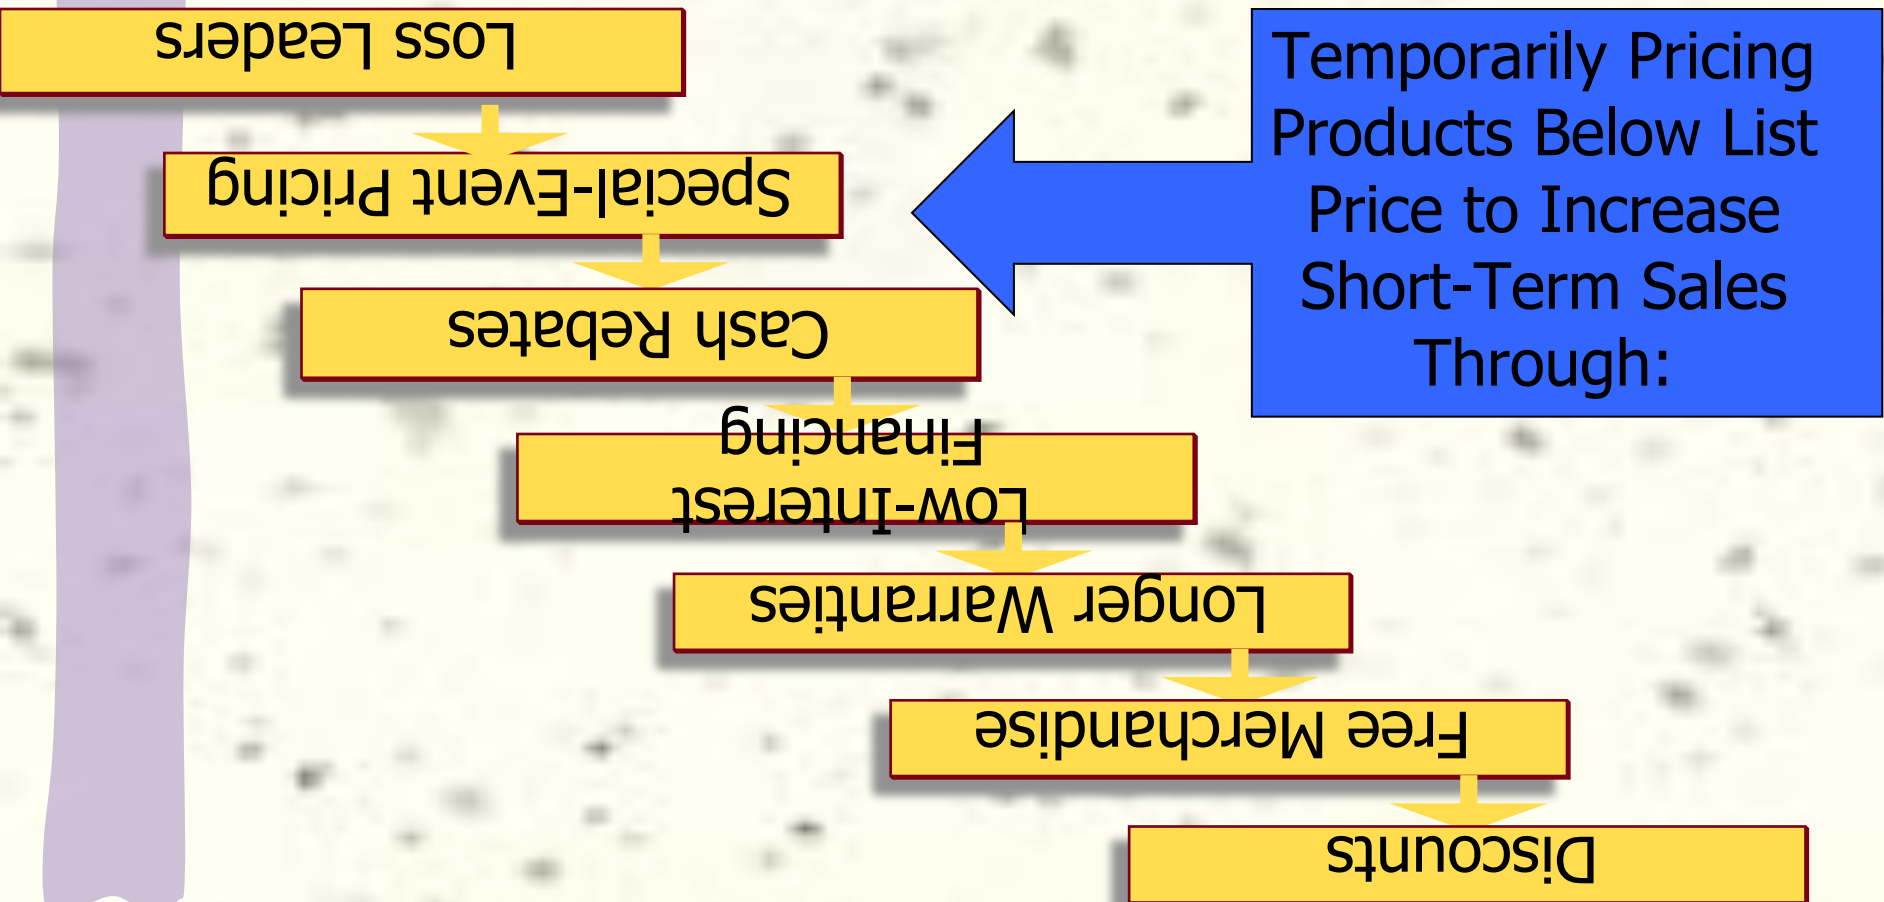 Loss Leaders
Special-Event Pricing
Cash Rebates
Low-Interest
Financing
Longer Warranties
Free Merchandise
Discounts
Temporarily Pricing
Products Below List
Price to Increase
Short-Term Sales
Through: